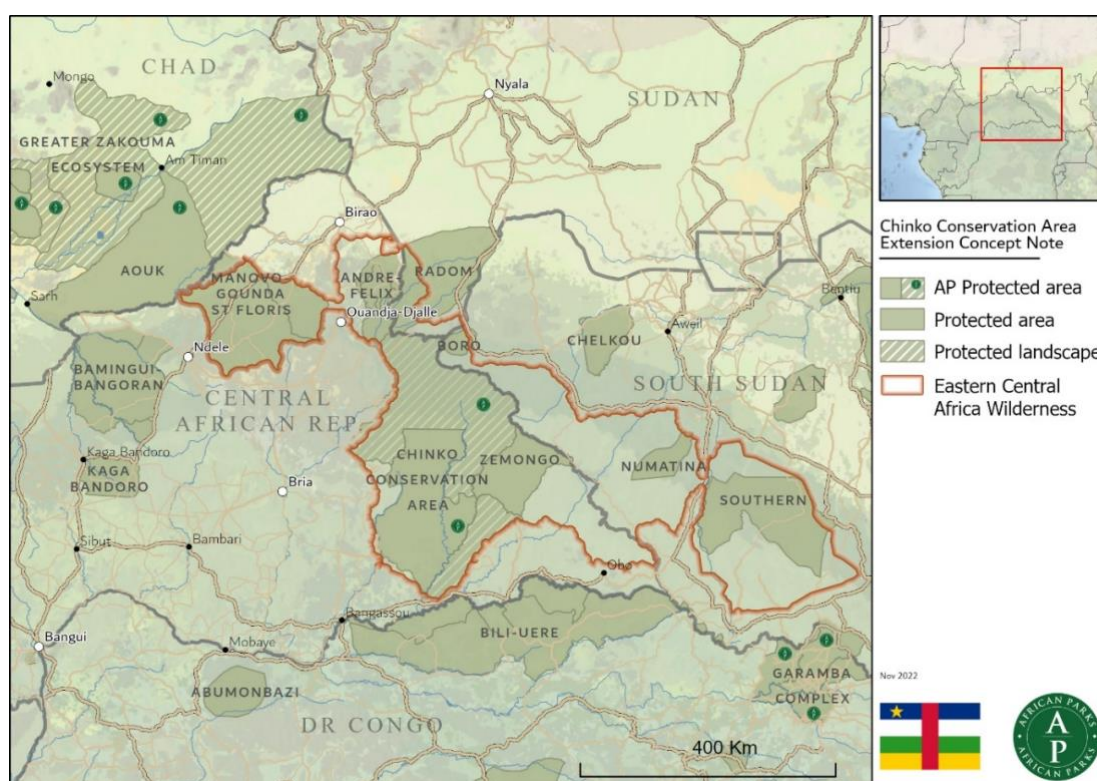 CHAD
Mongo
Nyala
SUDAN
GREATER ZAKOUMA
ECOSYSTEM
Am Timan
Birao
AOUK
MANOVO
GOUNDA
ST FLORIS
ANDRE-
FELIX
RADOM
Sarh
Ouandja-Djalle
Ndele
BORO
CHELKOU
Aweil
Bentiu
BAMINGUI-
BANGORAN
CENTRAL
AFRICAN REP.
SOUTH SUDAN
Kaga Bandoro
KAGA
BANDORO
Bria
CHINKO
CONSERVATION
AREA
ZEMONGO
NUMATINA
SOUTHERN
Sibut
Bambari
Obo
Bangassou
Bangui
Mobaye
BILI-UERE
ABUMONBAZI
GARAMBA
COMPLEX
DR CONGO
400 Km
Chinko Conservation Area
Extension Concept Note
AP Protected area
Protected area
Protected landscape
Eastern Central
Africa Wilderness
Nov 2022
AFRICAN PARKS
A
P
AFRICAN PARKS